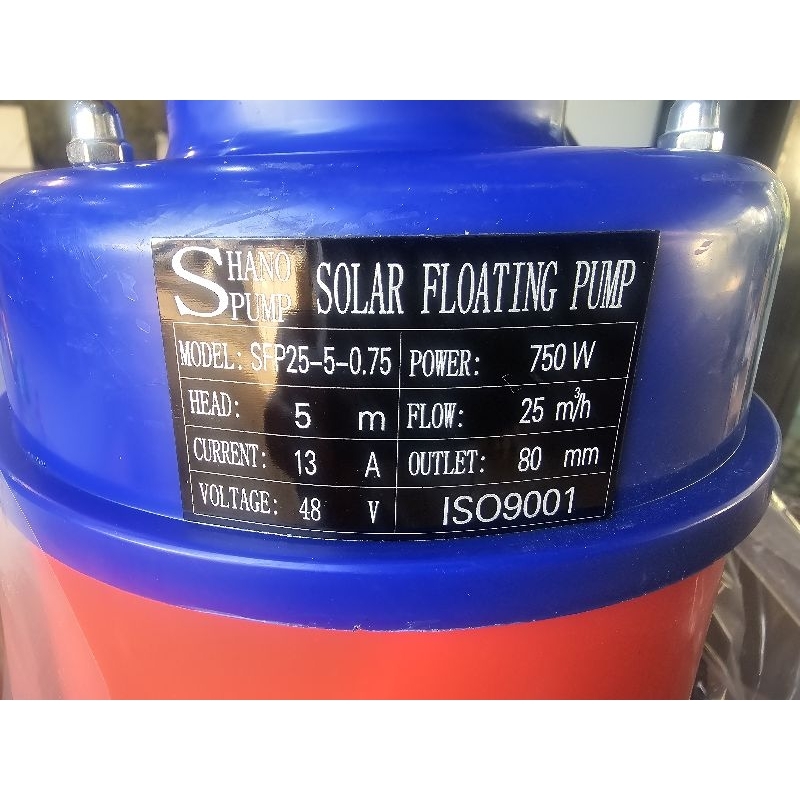 SHANO PUMP SOLAR FLOATING PUMP
MODEL: SFP25-5-0.75 POWER: 750 W
HEAD: 5 m FLOW: 25 m³/h
CURRENT: 13 A OUTLET: 80 mm
VOLTAGE: 48 V ISO9001